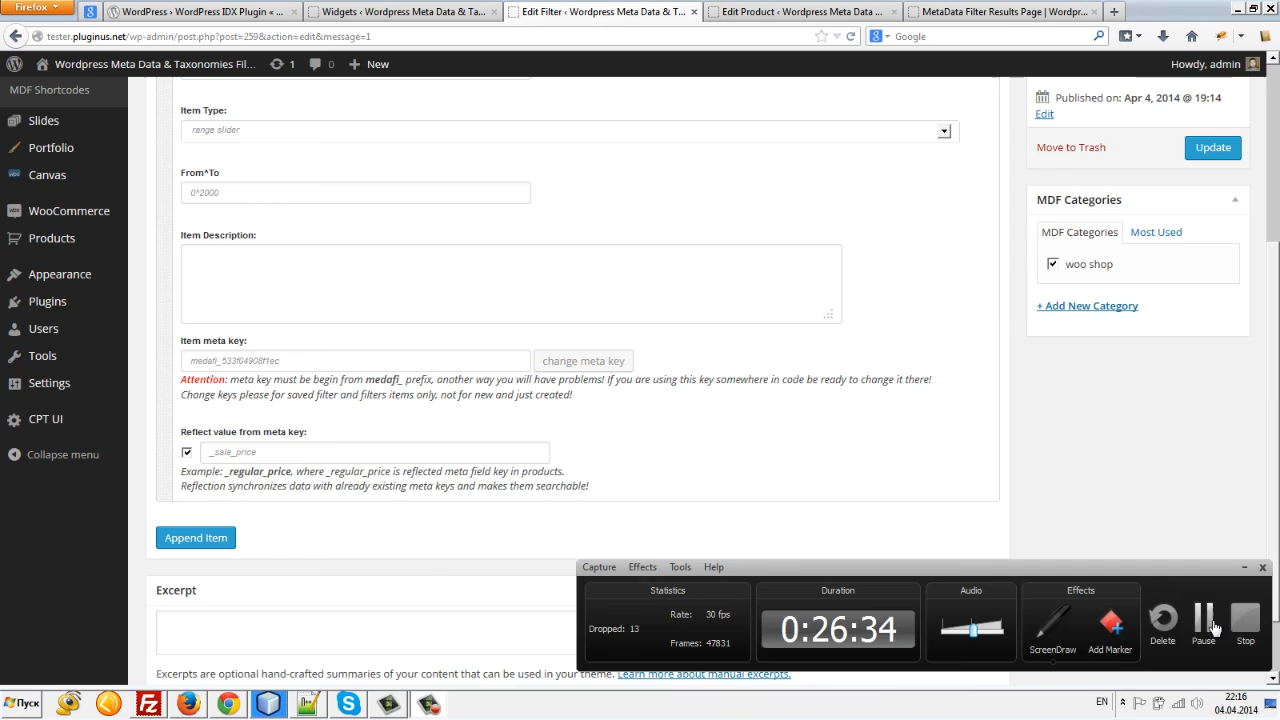 Firefox
WordPress › WordPress IDX Plugin « ...
Widgets ‹ Wordpress Meta Data & Ta...
Edit Filter ‹ Wordpress Meta Data & T...
Edit Product ‹ Wordpress Meta Data ...
MetaData Filter Results Page | Wordpr...
tester.pluginus.net/wp-admin/post.php?post=259&action=edit&message=1
Google
Wordpress Meta Data & Taxonomies Fil...
1
0
New
Howdy, admin
MDF Shortcodes
Slides
Portfolio
Canvas
WooCommerce
Products
Appearance
Plugins
Users
Tools
Settings
CPT UI
Collapse menu
Item Type:
range slider
From^To
0^2000
Item Description:
Item meta key:
medafi_533f04908f1ec
change meta key
Attention: meta key must be begin from medafi_ prefix, another way you will have problems! If you are using this key somewhere in code be ready to change it there!
Change keys please for saved filter and filters items only, not for new and just created!
Reflect value from meta key:
_sale_price
Example: _regular_price, where _regular_price is reflected meta field key in products.
Reflection synchronizes data with already existing meta keys and makes them searchable!
Append Item
Excerpt
Excerpts are optional hand-crafted summaries of your content that can be used in your theme. Learn more about manual excerpts.
Published on: Apr 4, 2014 @ 19:14
Edit
Move to Trash
Update
MDF Categories
MDF Categories
Most Used
woo shop
+ Add New Category
Capture
Effects
Tools
Help
Statistics
Duration
Audio
Effects
Rate: 30 fps
Dropped: 13
Frames: 47831
0:26:34
ScreenDraw
Add Marker
Delete
Pause
Stop
Пуск
EN
22:16
04.04.2014